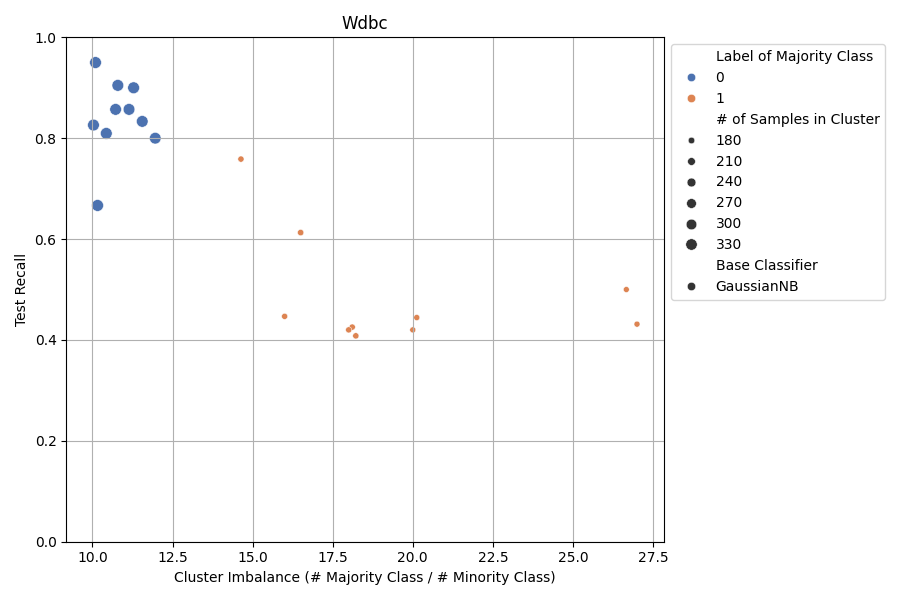 Wdbc
Test Recall
1.0
0.8
0.6
0.4
0.2
0.0
10.0 12.5 15.0 17.5 20.0 22.5 25.0 27.5
Cluster Imbalance (# Majority Class / # Minority Class)
Label of Majority Class
0
1
# of Samples in Cluster
180
210
240
270
300
330
Base Classifier
GaussianNB